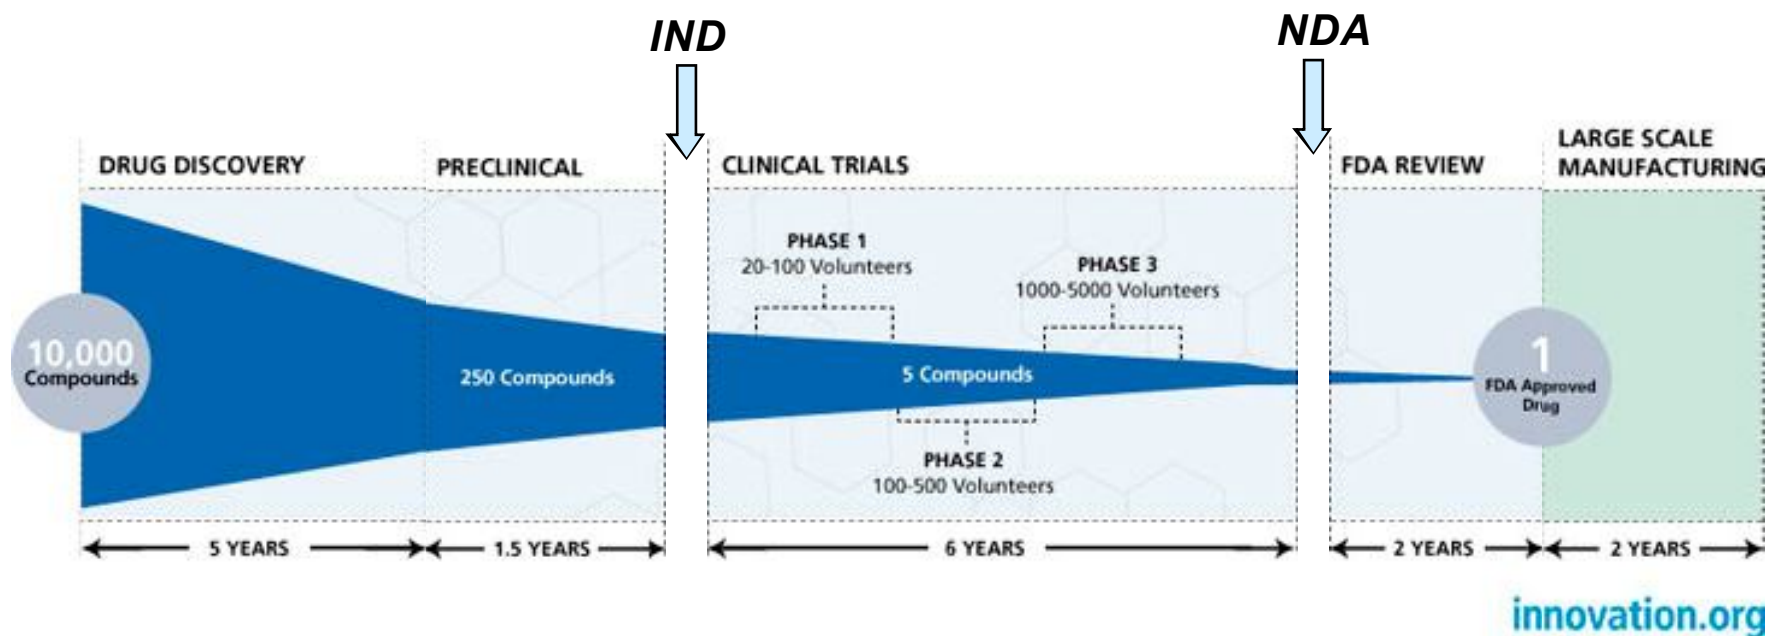 IND
NDA
DRUG DISCOVERY
PRECLINICAL
CLINICAL TRIALS
FDA REVIEW
LARGE SCALE
MANUFACTURING
PHASE 1
20-100 Volunteers
PHASE 3
1000-5000 Volunteers
10,000
Compounds
250 Compounds
5 Compounds
1
FDA Approved
Drug
PHASE 2
100-500 Volunteers
5 YEARS
1.5 YEARS
6 YEARS
2 YEARS
2 YEARS
innovation.org